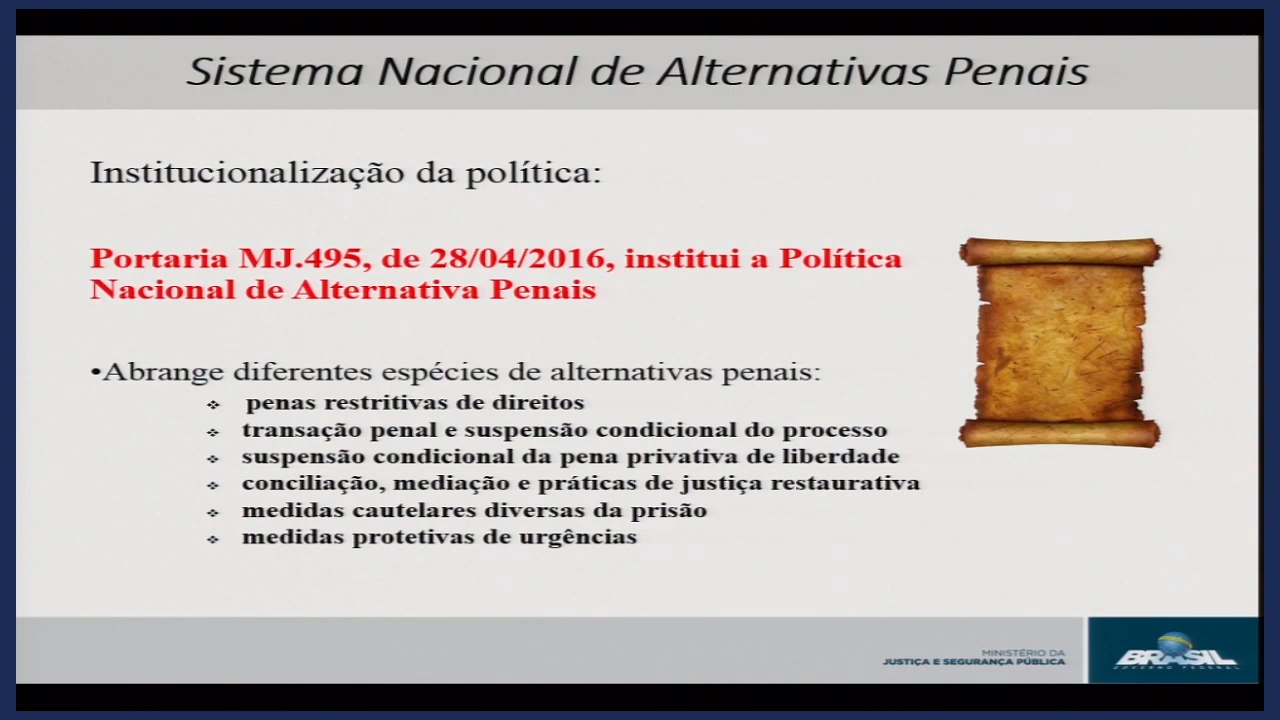 Sistema Nacional de Alternativas Penais
Institucionalização da política:
Portaria MJ.495, de 28/04/2016, institui a Política
Nacional de Alternativa Penais
•Abrange diferentes espécies de alternativas penais:
❖ penas restritivas de direitos
❖ transação penal e suspensão condicional do processo
❖ suspensão condicional da pena privativa de liberdade
❖ conciliação, mediação e práticas de justiça restaurativa
❖ medidas cautelares diversas da prisão
❖ medidas protetivas de urgências
MINISTÉRIO DA
JUSTIÇA E SEGURANÇA PÚBLICA
BRASIL
GOVERNO FEDERAL